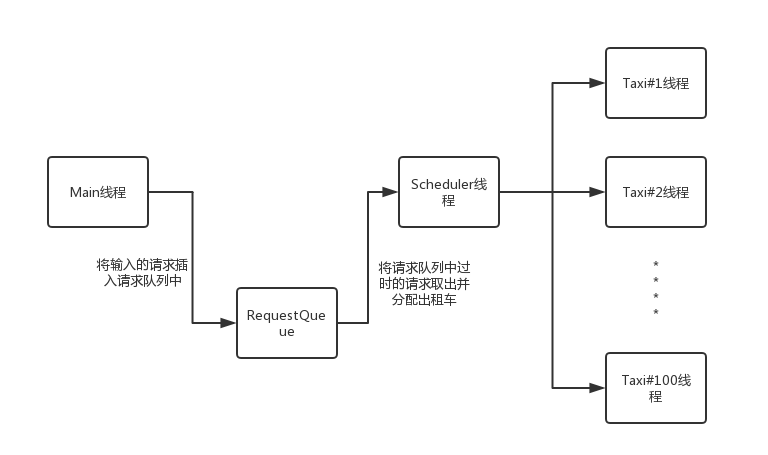 Main线程
将输入的请求插
入请求队列中
RequestQue
ue
将请求队列中过
时的请求取出并
分配出租车
Scheduler线
程
Taxi#1线程
Taxi#2线程
*
*
*
*
Taxi#100线
程